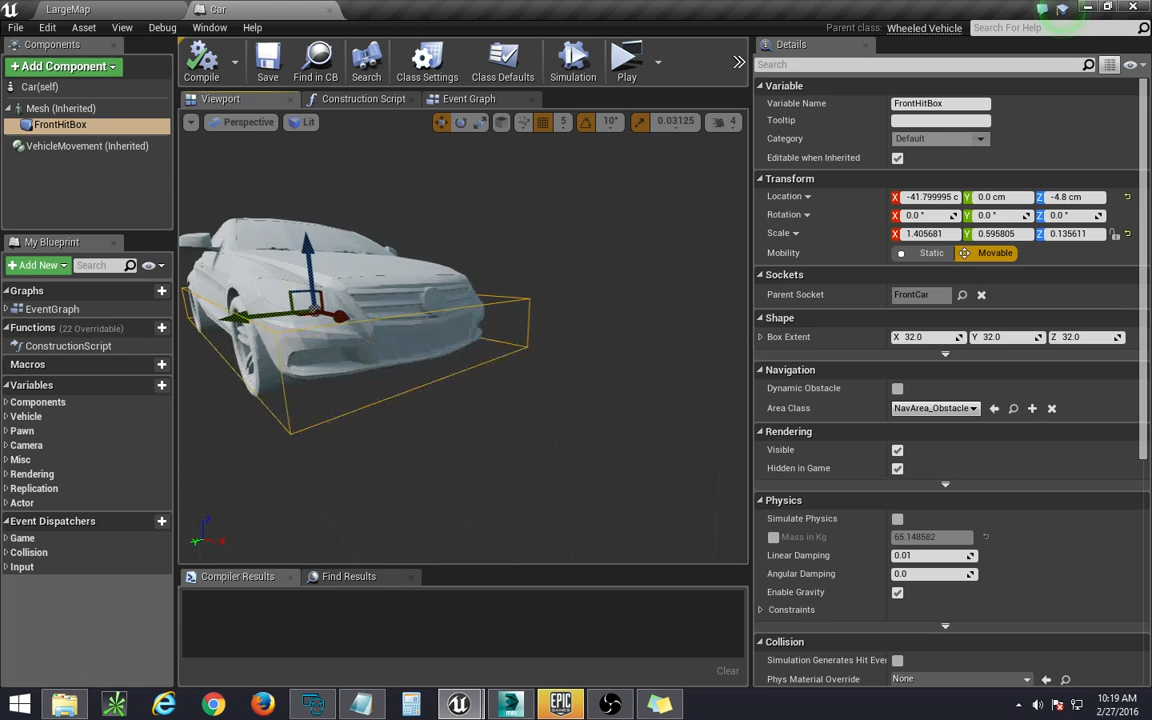 LargeMap
Car
File Edit Asset View Debug Window Help
Parent class: Wheeled Vehicle
Search For Help
Components
+Add Component
Car(self)
Mesh (Inherited)
FrontHitBox
VehicleMovement (Inherited)
Compile
Save
Find in CB
Search
Class Settings
Class Defaults
Simulation
Play
Viewport
Construction Script
Event Graph
Perspective
Lit
5
10°
0.03125
4
My Blueprint
+Add New
Search
Graphs
EventGraph
Functions (22 Overridable)
ConstructionScript
Macros
Variables
Components
Vehicle
Pawn
Camera
Misc
Rendering
Replication
Actor
Event Dispatchers
Game
Collision
Input
Z
Y
X
Compiler Results
Find Results
Clear
Details
Search
Variable
Variable Name FrontHitBox
Tooltip
Category Default
Editable when Inherited
Transform
Location X -41.799995 c Y 0.0 cm Z -4.8 cm
Rotation X 0.0 ° Y 0.0 ° Z 0.0 °
Scale X 1.405681 Y 0.595805 Z 0.135611
Mobility Static Movable
Sockets
Parent Socket FrontCar
Shape
Box Extent X 32.0 Y 32.0 Z 32.0
Navigation
Dynamic Obstacle
Area Class NavArea_Obstacle
Rendering
Visible
Hidden in Game
Physics
Simulate Physics
Mass in Kg 65.148582
Linear Damping 0.01
Angular Damping 0.0
Enable Gravity
Constraints
Collision
Simulation Generates Hit Ever
Phys Material Override None
EPIC
GAMES
10:19 AM
2/27/2016